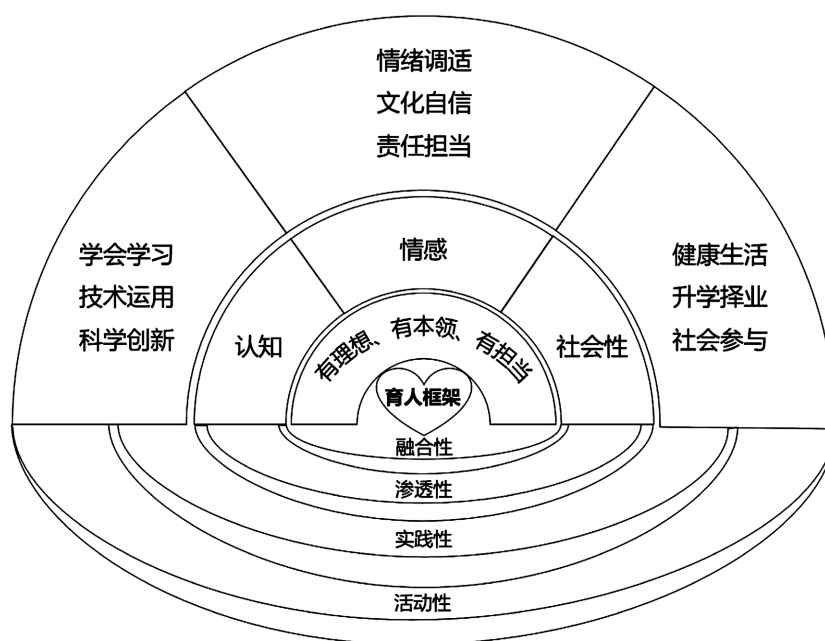 情绪调适
文化自信
责任担当
学会学习
技术运用
科学创新
健康生活
升学择业
社会参与
情感
认知
社会性
有理想、有本领、有担当
育人框架
融合性
渗透性
实践性
活动性